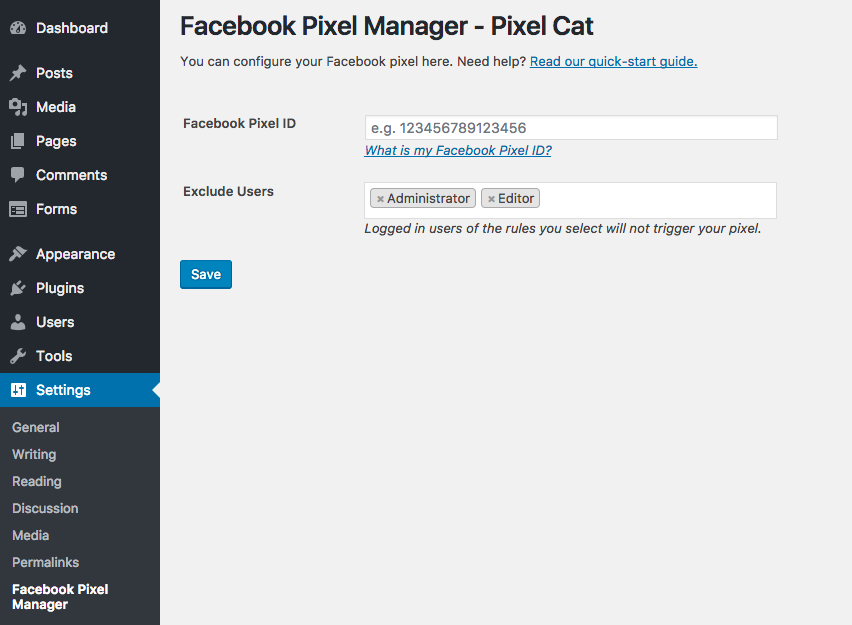 Dashboard
Posts
Media
Pages
Comments
Forms
Appearance
Plugins
Users
Tools
Settings
General
Writing
Reading
Discussion
Media
Permalinks
Facebook Pixel
Manager
Facebook Pixel Manager - Pixel Cat
You can configure your Facebook pixel here. Need help? Read our quick-start guide.
Facebook Pixel ID
e.g. 123456789123456
What is my Facebook Pixel ID?
Exclude Users
× Administrator × Editor
Logged in users of the rules you select will not trigger your pixel.
Save